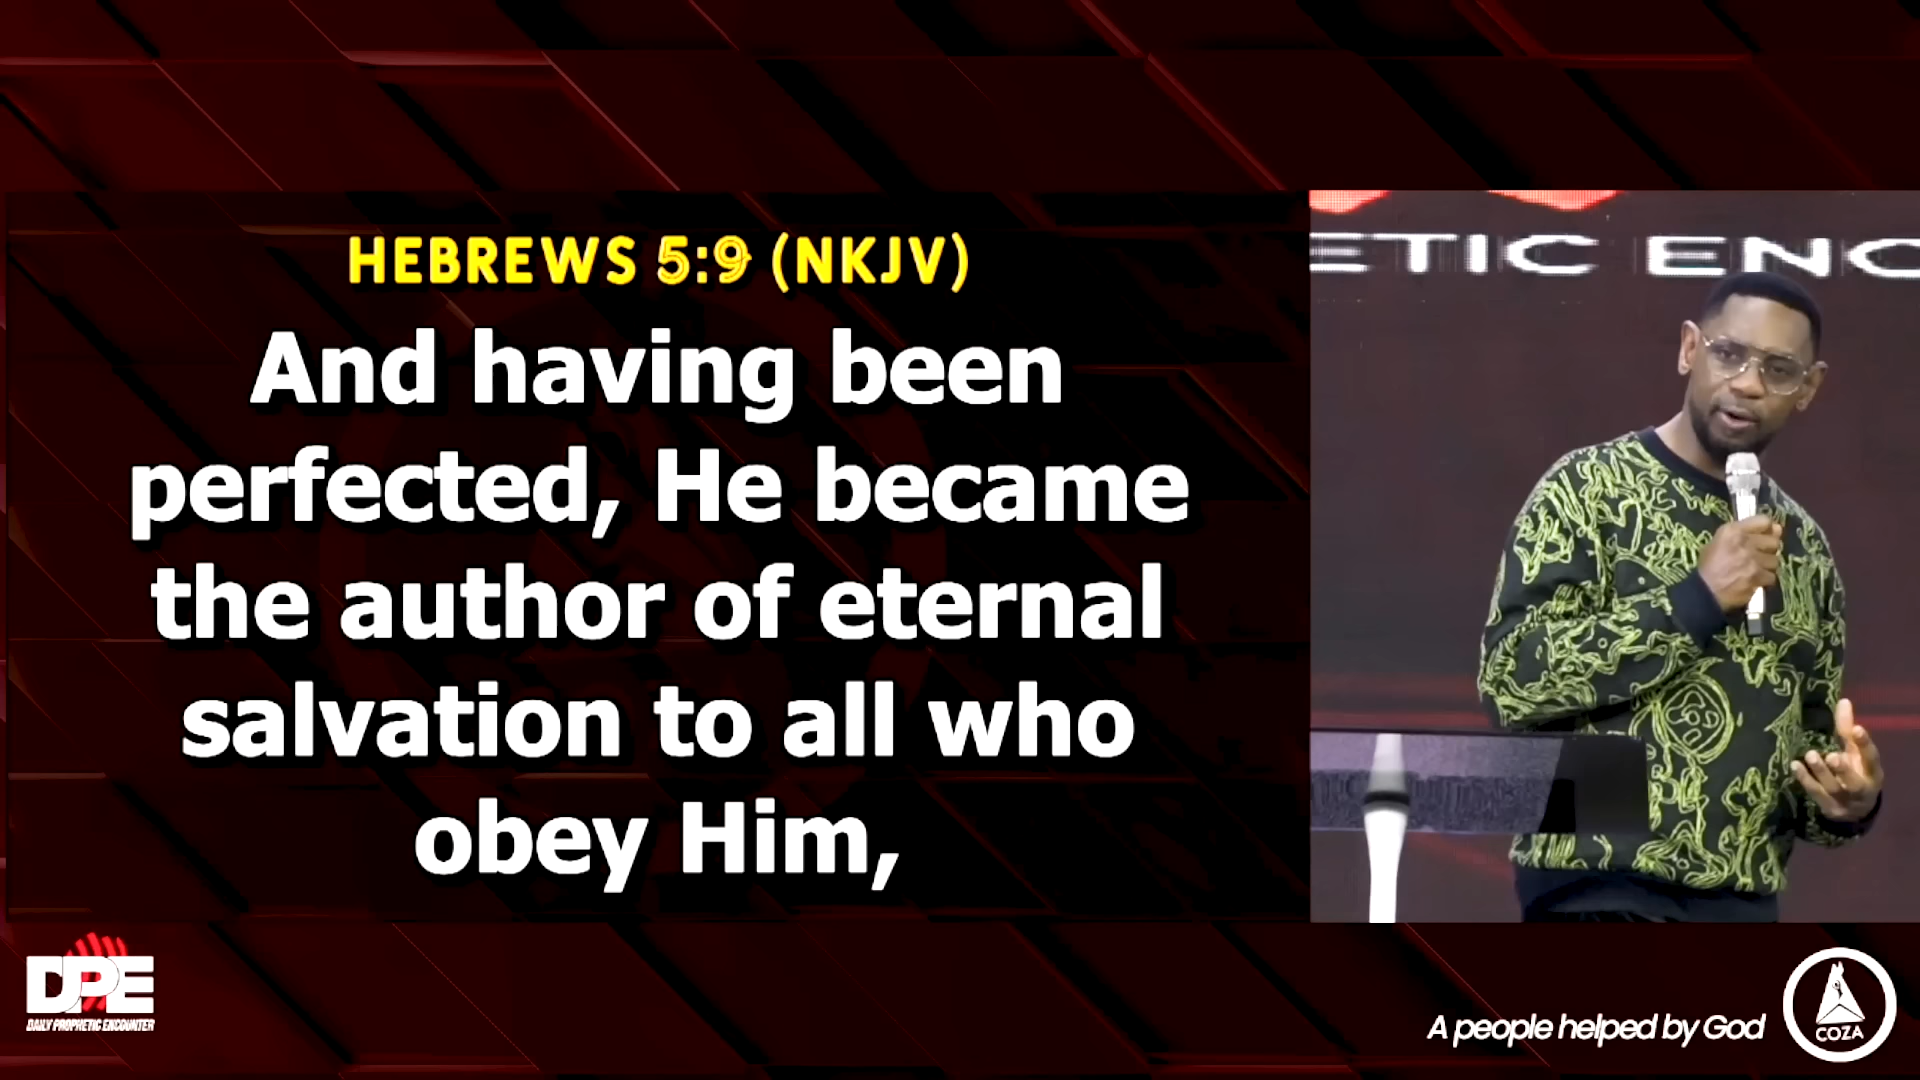 HEBREWS 5:9 (NKJV)
And having been
perfected, He became
the author of eternal
salvation to all who
obey Him,
ETIC ENC
DPE
DAILY PROPHETIC ENCOUNTER
A people helped by God
COZA